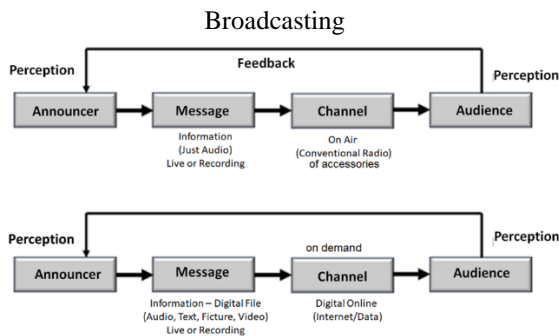 Broadcasting
Perception
Feedback
Perception
Announcer
Message
Channel
Audience
Information
(Just Audio)
Live or Recording
On Air
(Conventional Radio)
of accessories
Perception
Perception
on demand
Announcer
Message
Channel
Audience
Information – Digital File
(Audio, Text, Picture, Video)
Live or Recording
Digital Online
(Internet/Data)